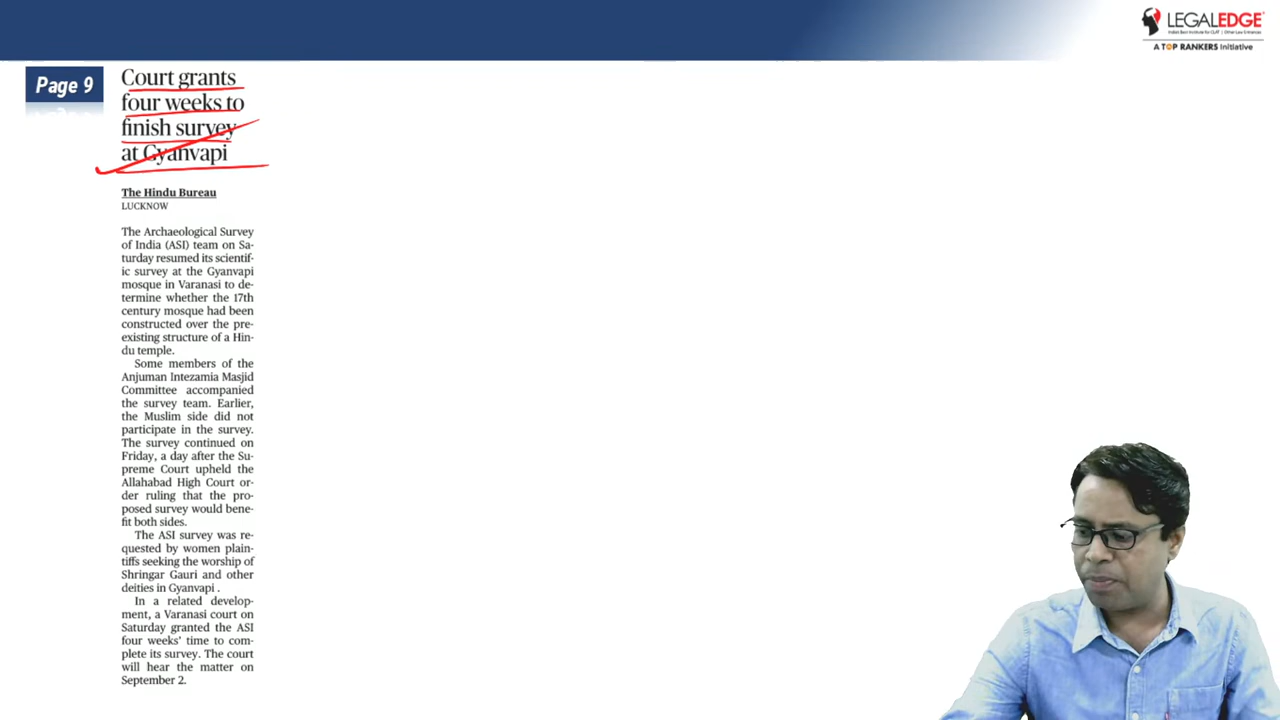 LEGALEDGE
India's Best Institute for CLAT | Other Law Entrances
A TOP RANKERS Initiative
Page 9
Court grants
four weeks to
finish survey
at Gyanvapi
The Hindu Bureau
LUCKNOW
The Archaeological Survey
of India (ASI) team on Sa-
turday resumed its scientif-
ic survey at the Gyanvapi
mosque in Varanasi to de-
termine whether the 17th
century mosque had been
constructed over the pre-
existing structure of a Hin-
du temple.
Some members of the
Anjuman Intezamia Masjid
Committee accompanied
the survey team. Earlier,
the Muslim side did not
participate in the survey.
The survey continued on
Friday, a day after the Su-
preme Court upheld the
Allahabad High Court or-
der ruling that the pro-
posed survey would bene-
fit both sides.
The ASI survey was re-
quested by women plain-
tiffs seeking the worship of
Shringar Gauri and other
deities in Gyanvapi .
In a related develop-
ment, a Varanasi court on
Saturday granted the ASI
four weeks' time to com-
plete its survey. The court
will hear the matter on
September 2.